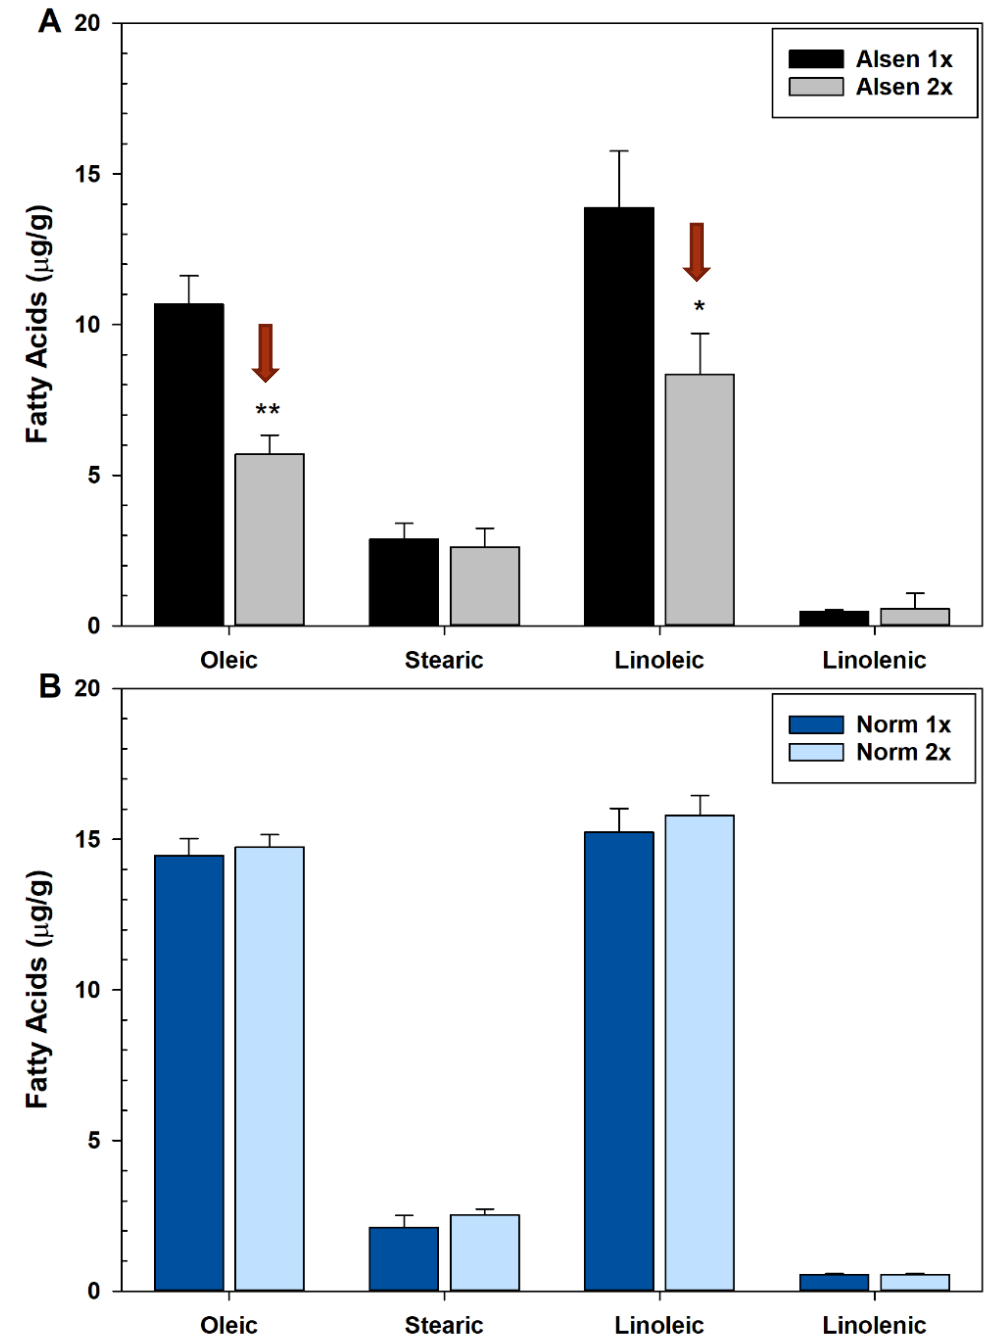 A
20
15
10
5
0
Fatty Acids (μg/g)
Alsen 1x
Alsen 2x
**
*
Oleic Stearic Linoleic Linolenic
B
20
15
10
5
0
Fatty Acids (μg/g)
Norm 1x
Norm 2x
Oleic Stearic Linoleic Linolenic